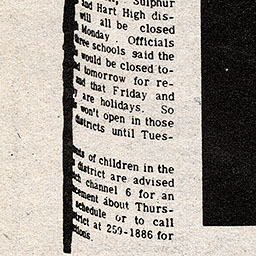 Sulphur
and Hart High dis-
will all be closed
Monday. Officials
three schools said the
would be closed to-
and tomorrow for re-
and that Friday and
are holidays. So
won't open in those
districts until Tues-
of children in the
district are advised
channel 6 for an
about Thurs-
schedule or to call
at 259-1886 for